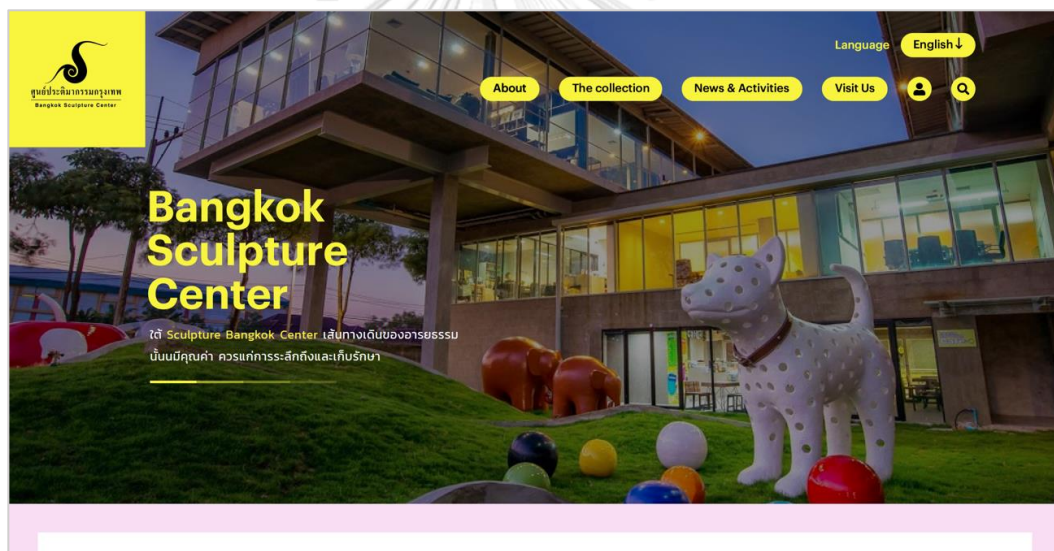 ศูนย์ประติมากรรมกรุงเทพ
Bangkok Sculpture Center
Language English↓
About The collection News & Activities Visit Us
Bangkok
Sculpture
Center
ใต้ Sculpture Bangkok Center เส้นทางเดินของอารยธรรม
นั้นมีคุณค่า ควรแก่การระลึกถึงและเก็บรักษา